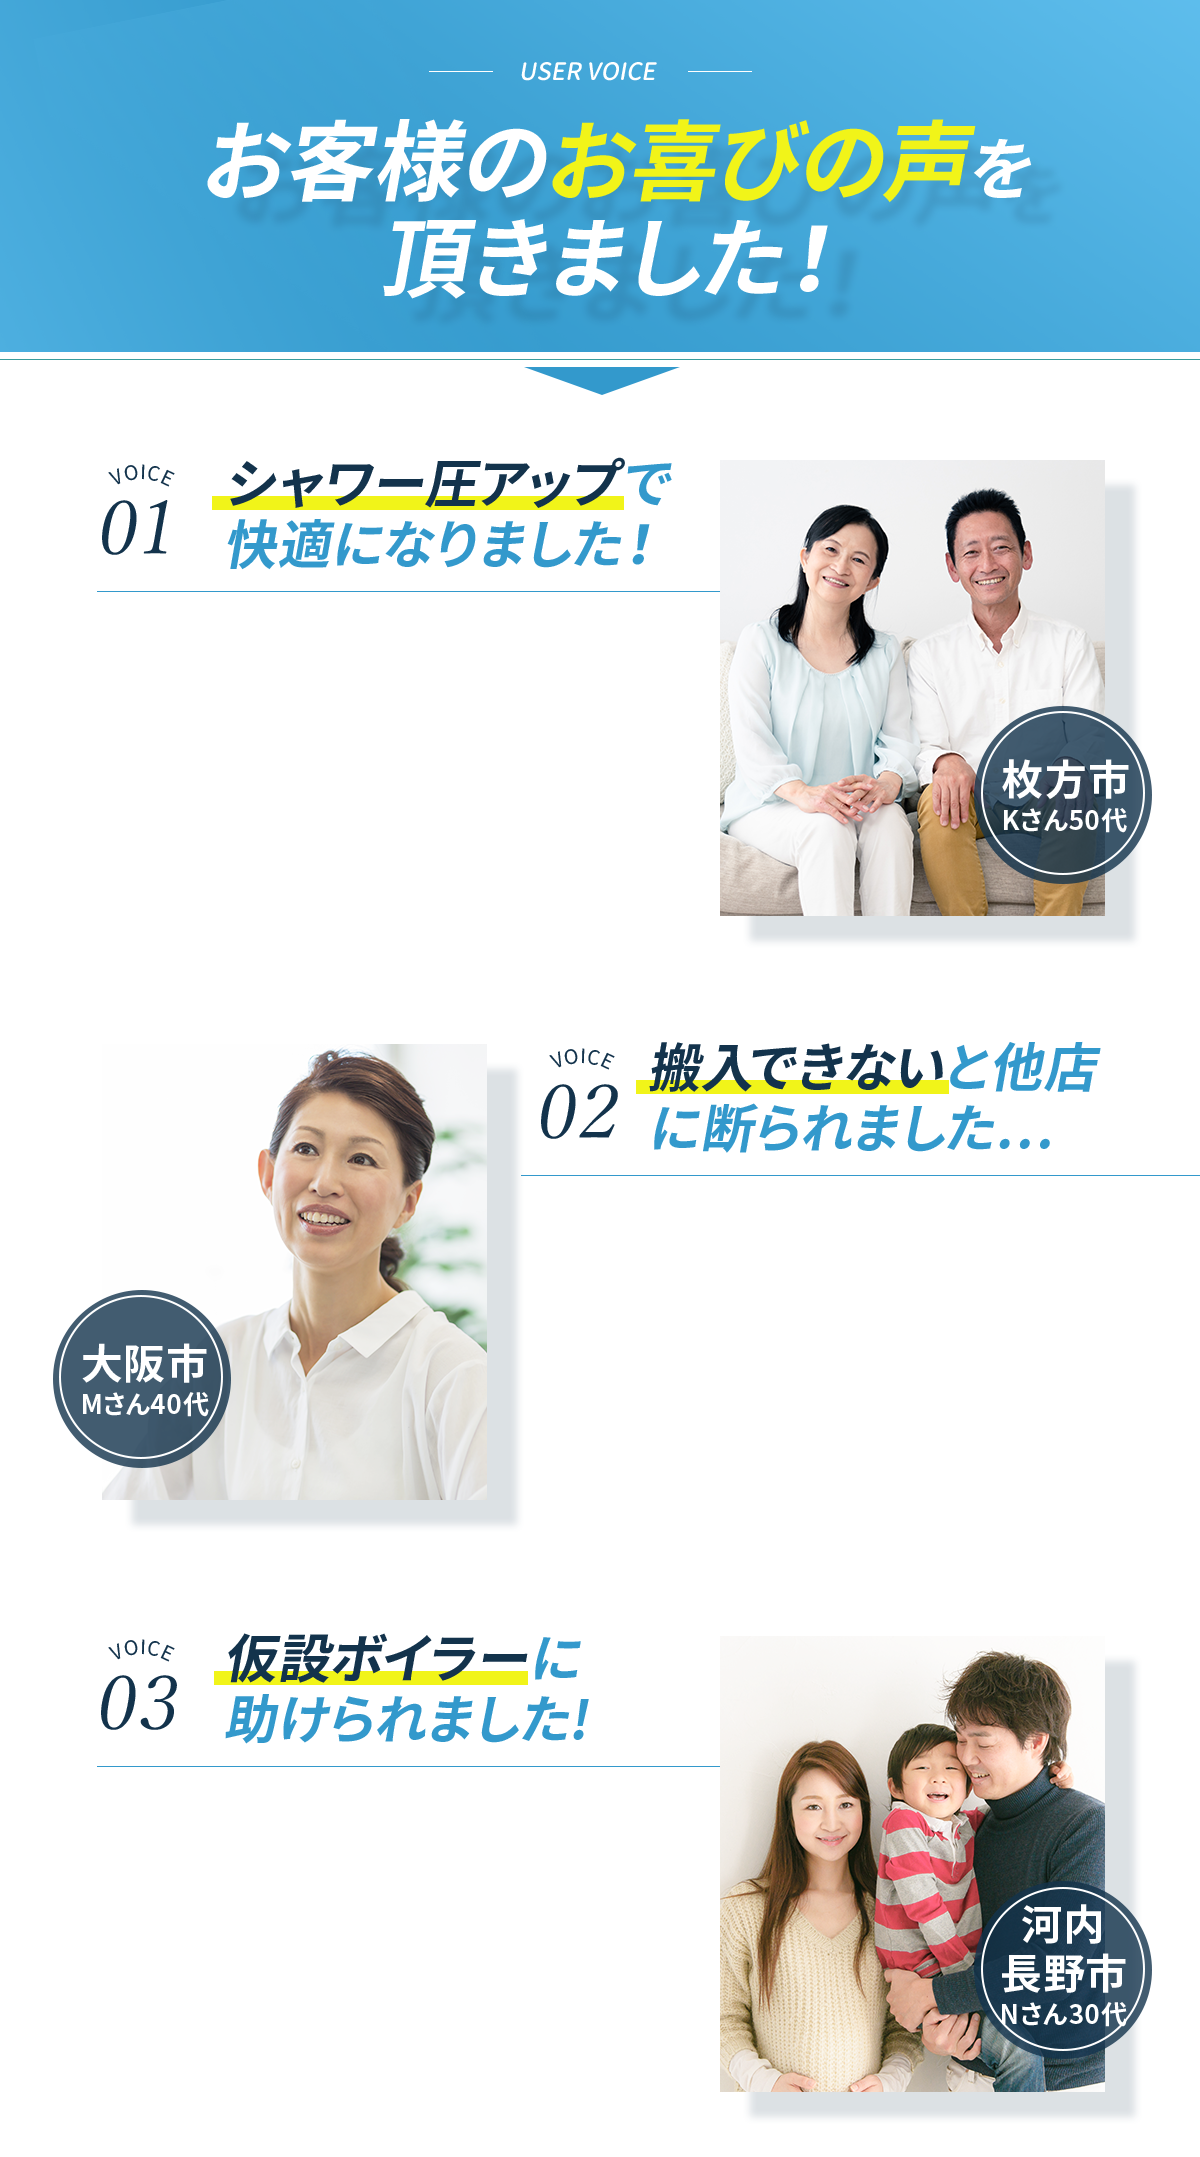 USER VOICE
お客様のお喜びの声を
頂きました！
VOICE
01
シャワー圧アップで
快適になりました！
枚方市
Kさん50代
VOICE
02
搬入できないと他店
に断られました…
大阪市
Mさん40代
VOICE
03
仮設ボイラーに
助けられました!
河内
長野市
Nさん30代